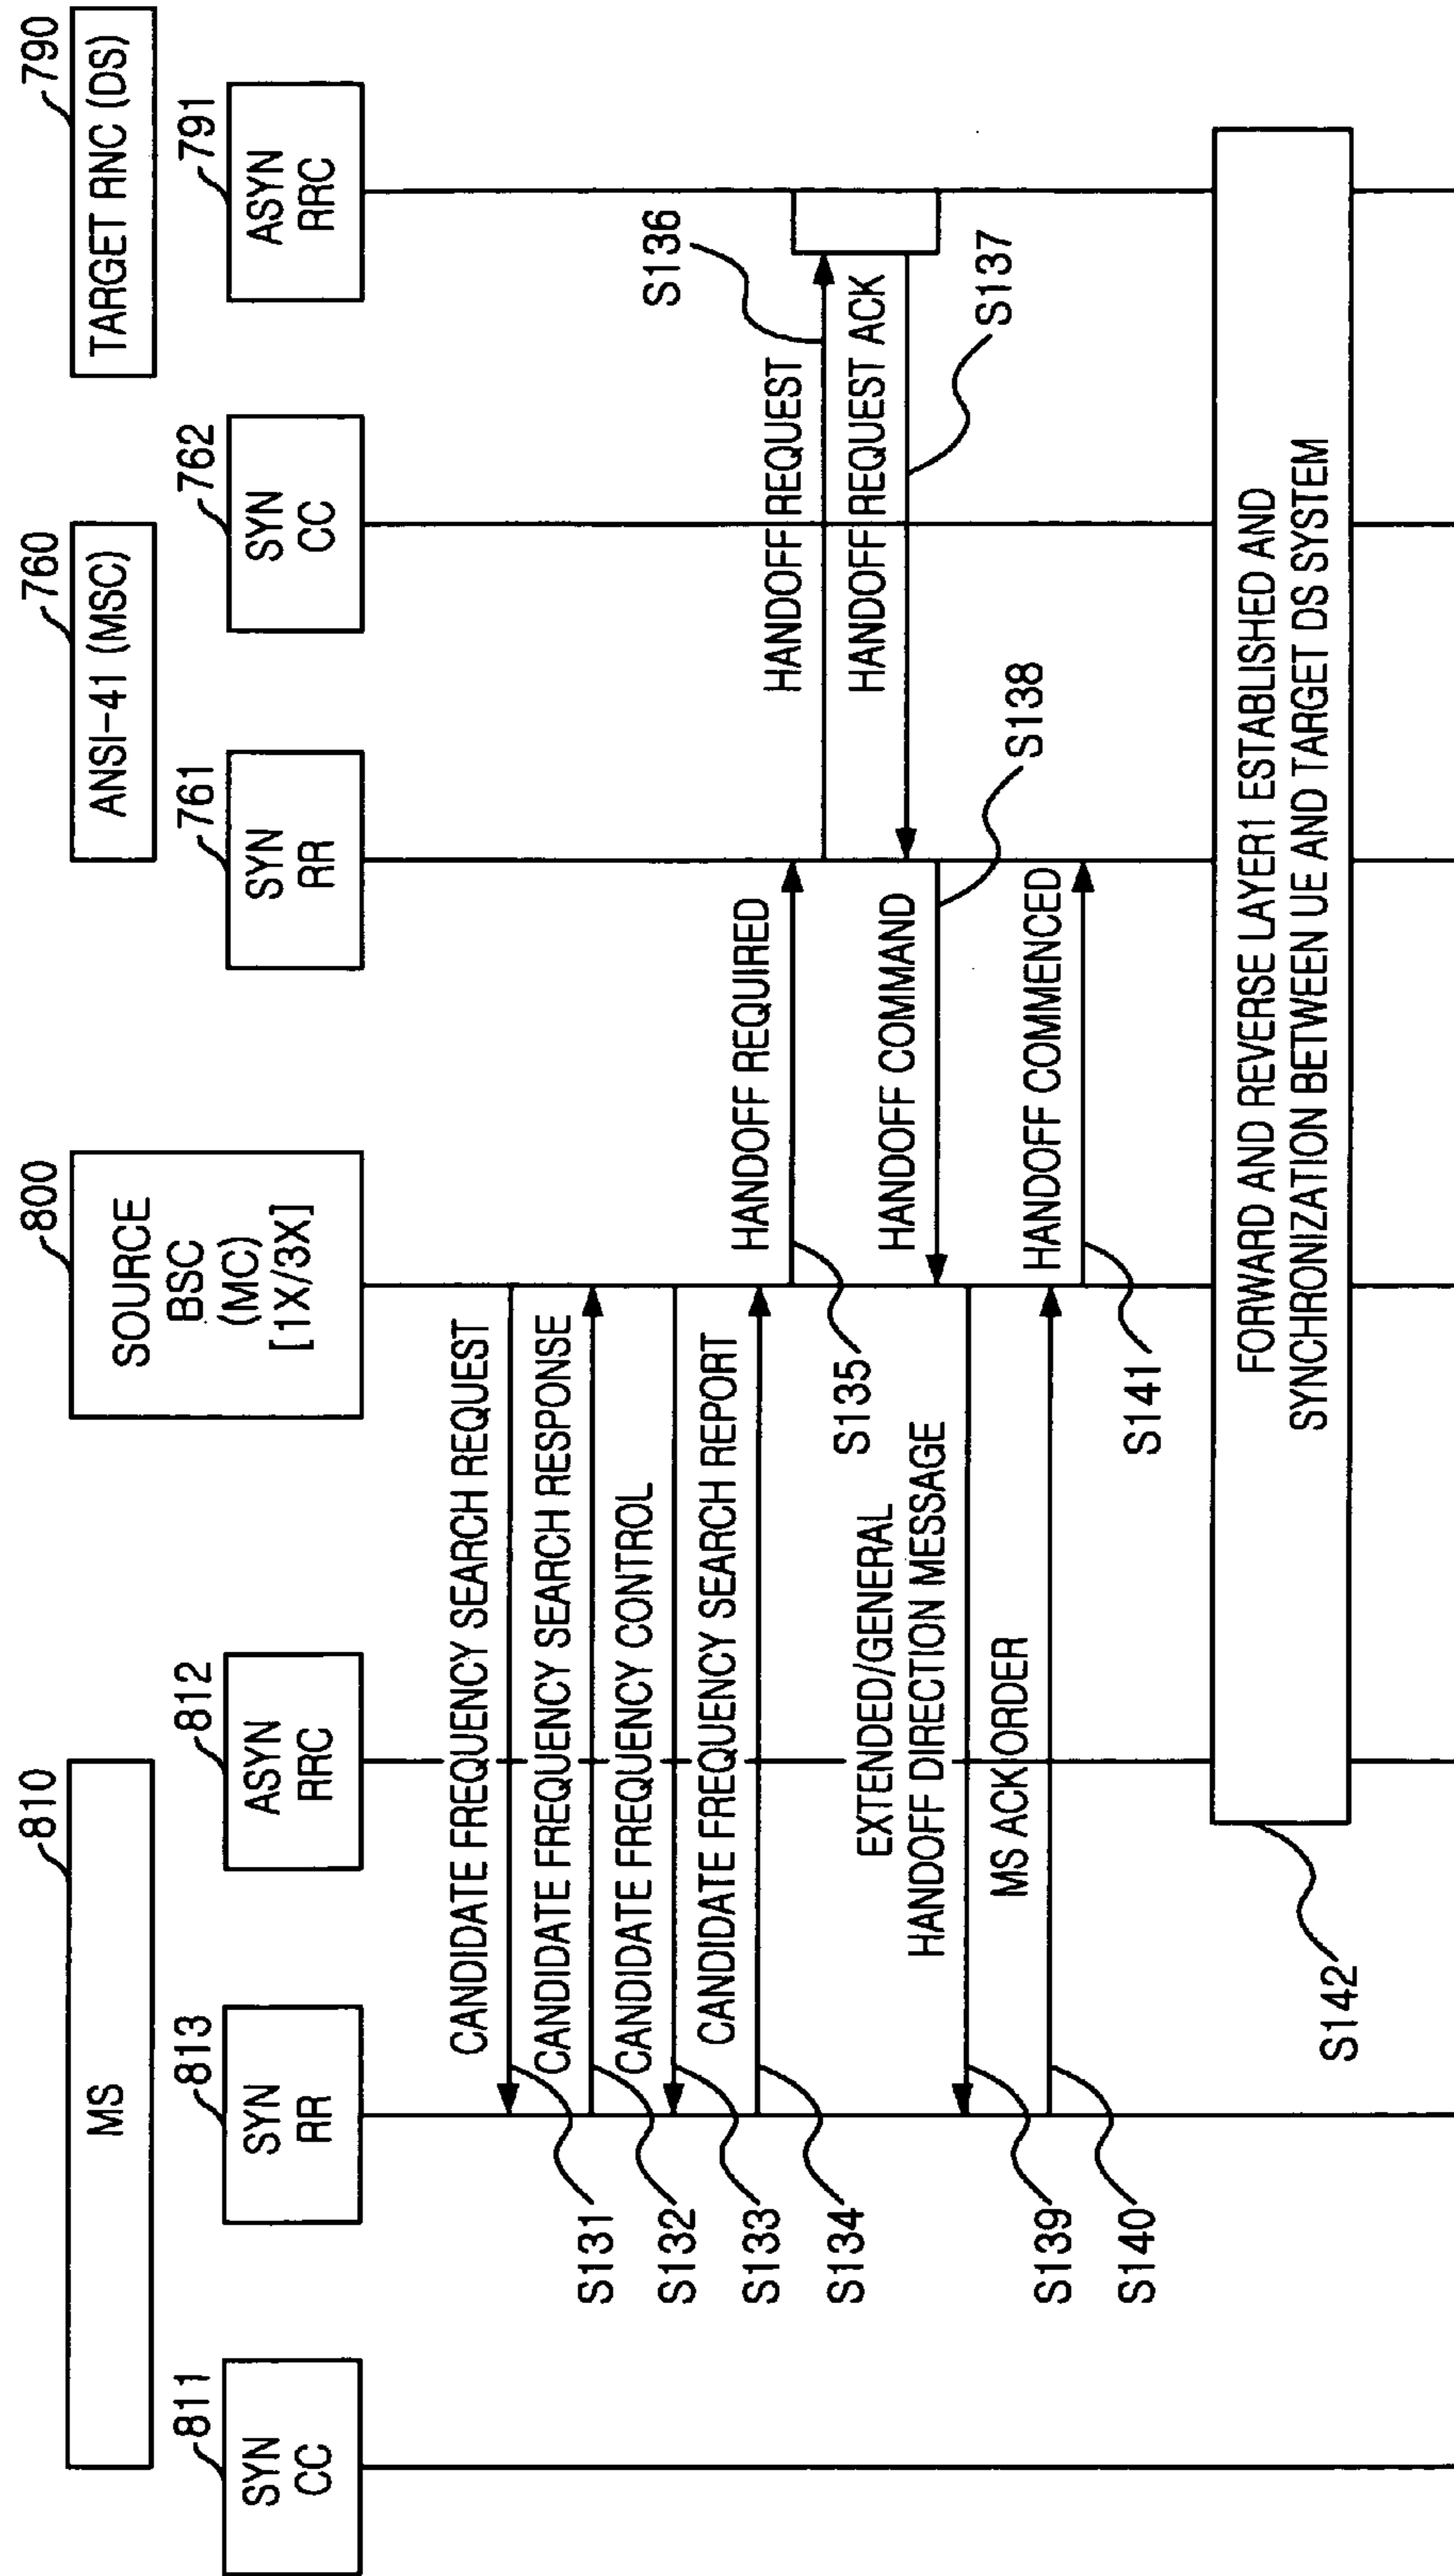 810
MS
811
SYN
CC
813
SYN
RR
812
ASYN
RRC
800
SOURCE
BSC
(MC)
[1X/3X]
760
ANSI-41 (MSC)
761
SYN
RR
762
SYN
CC
790
TARGET RNC (DS)
791
ASYN
RRC
CANDIDATE FREQUENCY SEARCH REQUEST
S131
CANDIDATE FREQUENCY SEARCH RESPONSE
S132
CANDIDATE FREQUENCY CONTROL
S133
CANDIDATE FREQUENCY SEARCH REPORT
S134
HANDOFF REQUIRED
S135
HANDOFF REQUEST
S136
HANDOFF REQUEST ACK
S137
HANDOFF COMMAND
S138
EXTENDED/GENERAL
HANDOFF DIRECTION MESSAGE
S139
MS ACKORDER
S140
HANDOFF COMMENCED
S141
FORWARD AND REVERSE LAYER1 ESTABLISHED AND
SYNCHRONIZATION BETWEEN UE AND TARGET DS SYSTEM
S142